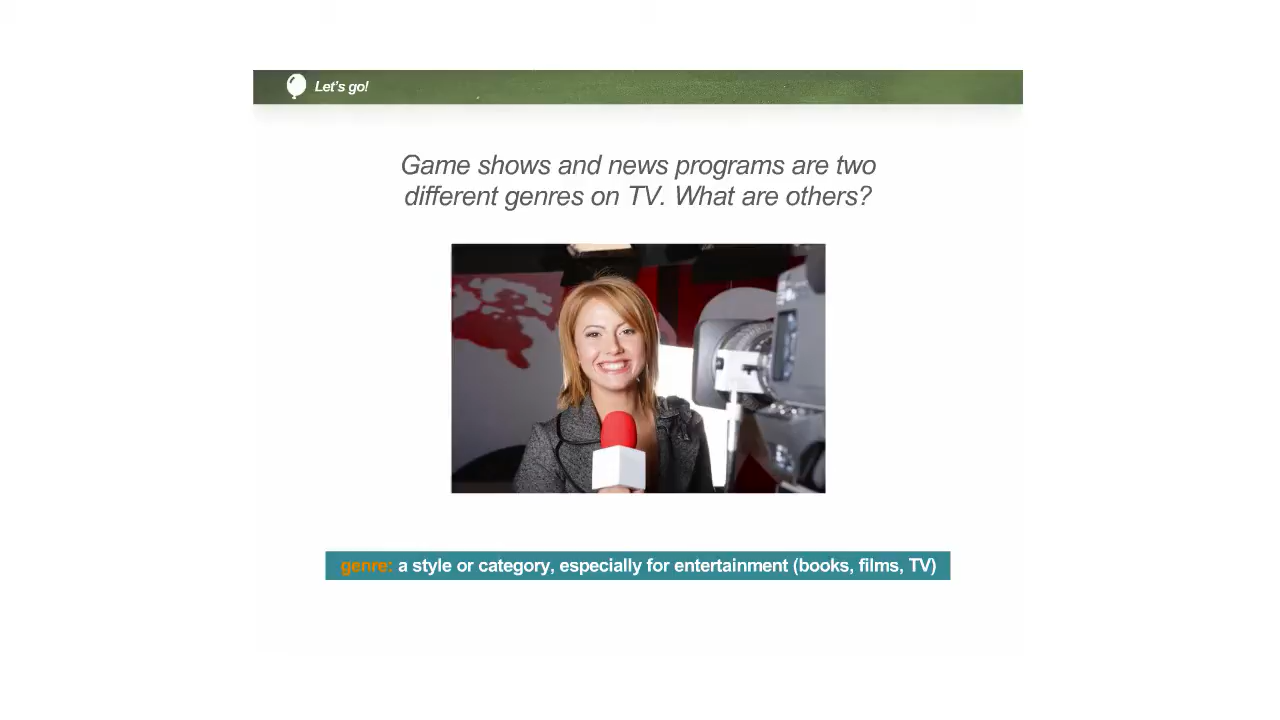 Let's go!
Game shows and news programs are two
different genres on TV. What are others?
genre: a style or category, especially for entertainment (books, films, TV)